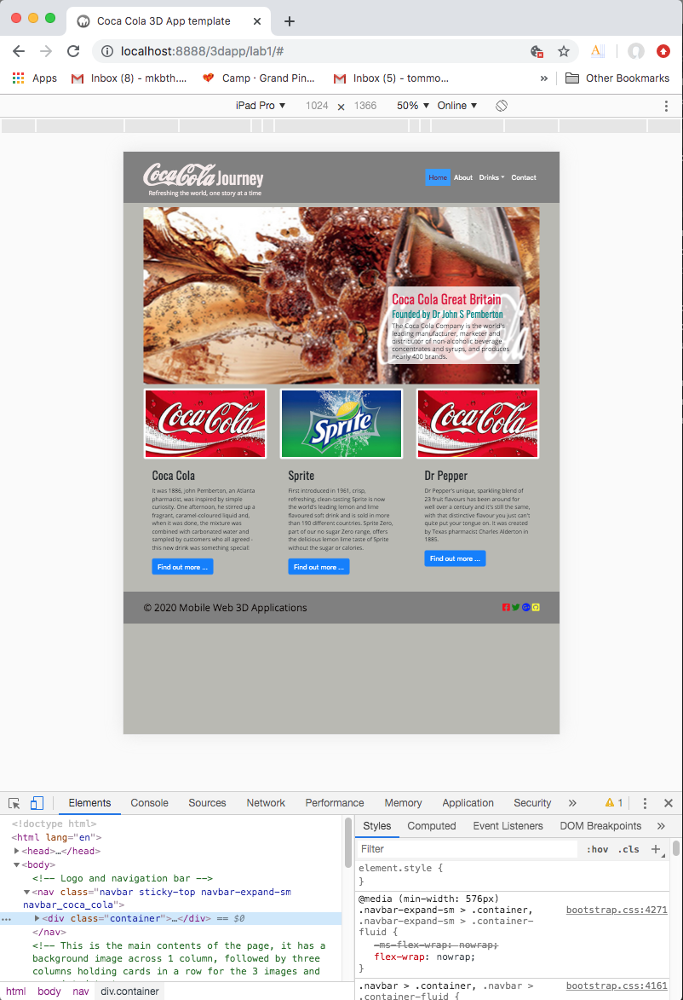 Coca Cola 3D App template
localhost:8888/3dapp/lab1/#
Apps
Inbox (8) - mkbth....
Camp · Grand Pin...
Inbox (5) - tommo...
»
Other Bookmarks
iPad Pro ▼ 1024 × 1366 50% ▼ Online ▼
Coca-Cola Journey
Refreshing the world, one story at a time
Home About Drinks Contact
Coca Cola Great Britain
Founded by Dr John S Pemberton
The Coca Cola Company is the world's
leading manufacturer, marketer and
distributor of non-alcoholic beverage
concentrates and syrups, and produces
nearly 400 brands.
Coca-Cola
Sprite
Coca-Cola
Coca Cola
It was 1886, John Pemberton, an Atlanta
pharmacist, was inspired by simple
curiosity. One afternoon, he stirred up a
fragrant, caramel-coloured liquid and,
when it was done, the mixture was
combined with carbonated water and
sampled by customers who all agreed -
this new drink was something special!
Find out more ...
Sprite
First introduced in 1961, crisp,
refreshing, clean-tasting Sprite is now
the world's leading lemon and lime
flavoured soft drink and is sold in more
than 190 different countries. Sprite Zero,
part of our no sugar Zero range, offers
the delicious lemon lime taste of Sprite
without the sugar or calories.
Find out more ...
Dr Pepper
Dr Pepper's unique, sparkling blend of
23 fruit flavours has been around for
well over a century and it's still the same,
with that distinctive flavour you just can't
quite put your tongue on. It was created
by Texas pharmacist Charles Alderton in
1885.
Find out more ...
© 2020 Mobile Web 3D Applications
Elements Console Sources Network Performance Memory Application Security » 1
<!doctype html>
<html lang="en">
<head>…</head>
<body>
<!-- Logo and navigation bar -->
<nav class="navbar sticky-top navbar-expand-sm
navbar_coca_cola">
<div class="container">…</div> == $0
</nav>
<!-- This is the main contents of the page, it has a
background image across 1 column, followed by three
columns holding cards in a row for the 3 images and
html body nav div.container
Styles Computed Event Listeners DOM Breakpoints »
Filter :hov .cls +
element.style {
}
@media (min-width: 576px)
.navbar-expand-sm > .container, bootstrap.css:4271
.navbar-expand-sm > .container-
fluid {
-ms-flex-wrap: nowrap;
flex-wrap: nowrap;
}
.navbar > .container, .navbar > bootstrap.css:4161
.container-fluid {